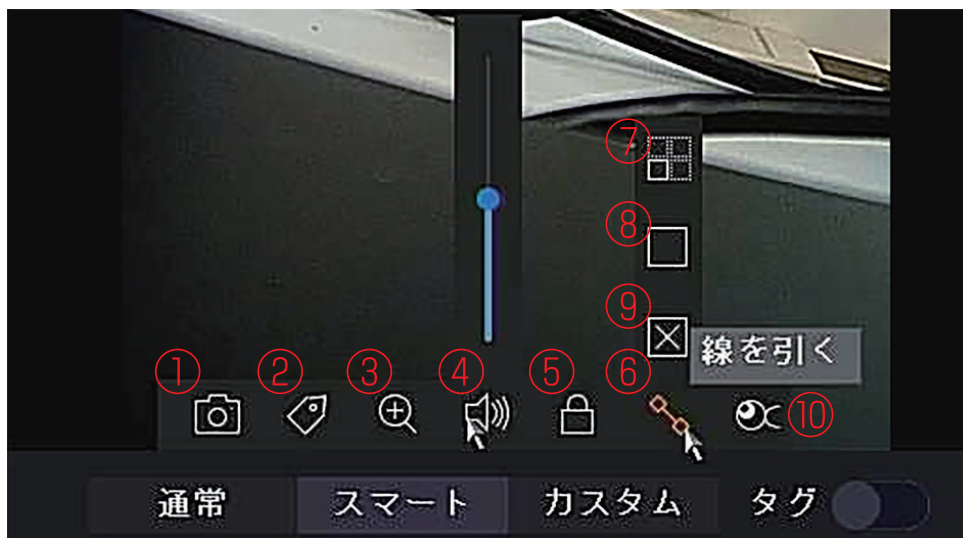 ⑦
⑧
⑨
線を引く
① ② ③ ④ ⑤ ⑥ ⑩
通常 スマート カスタム タグ